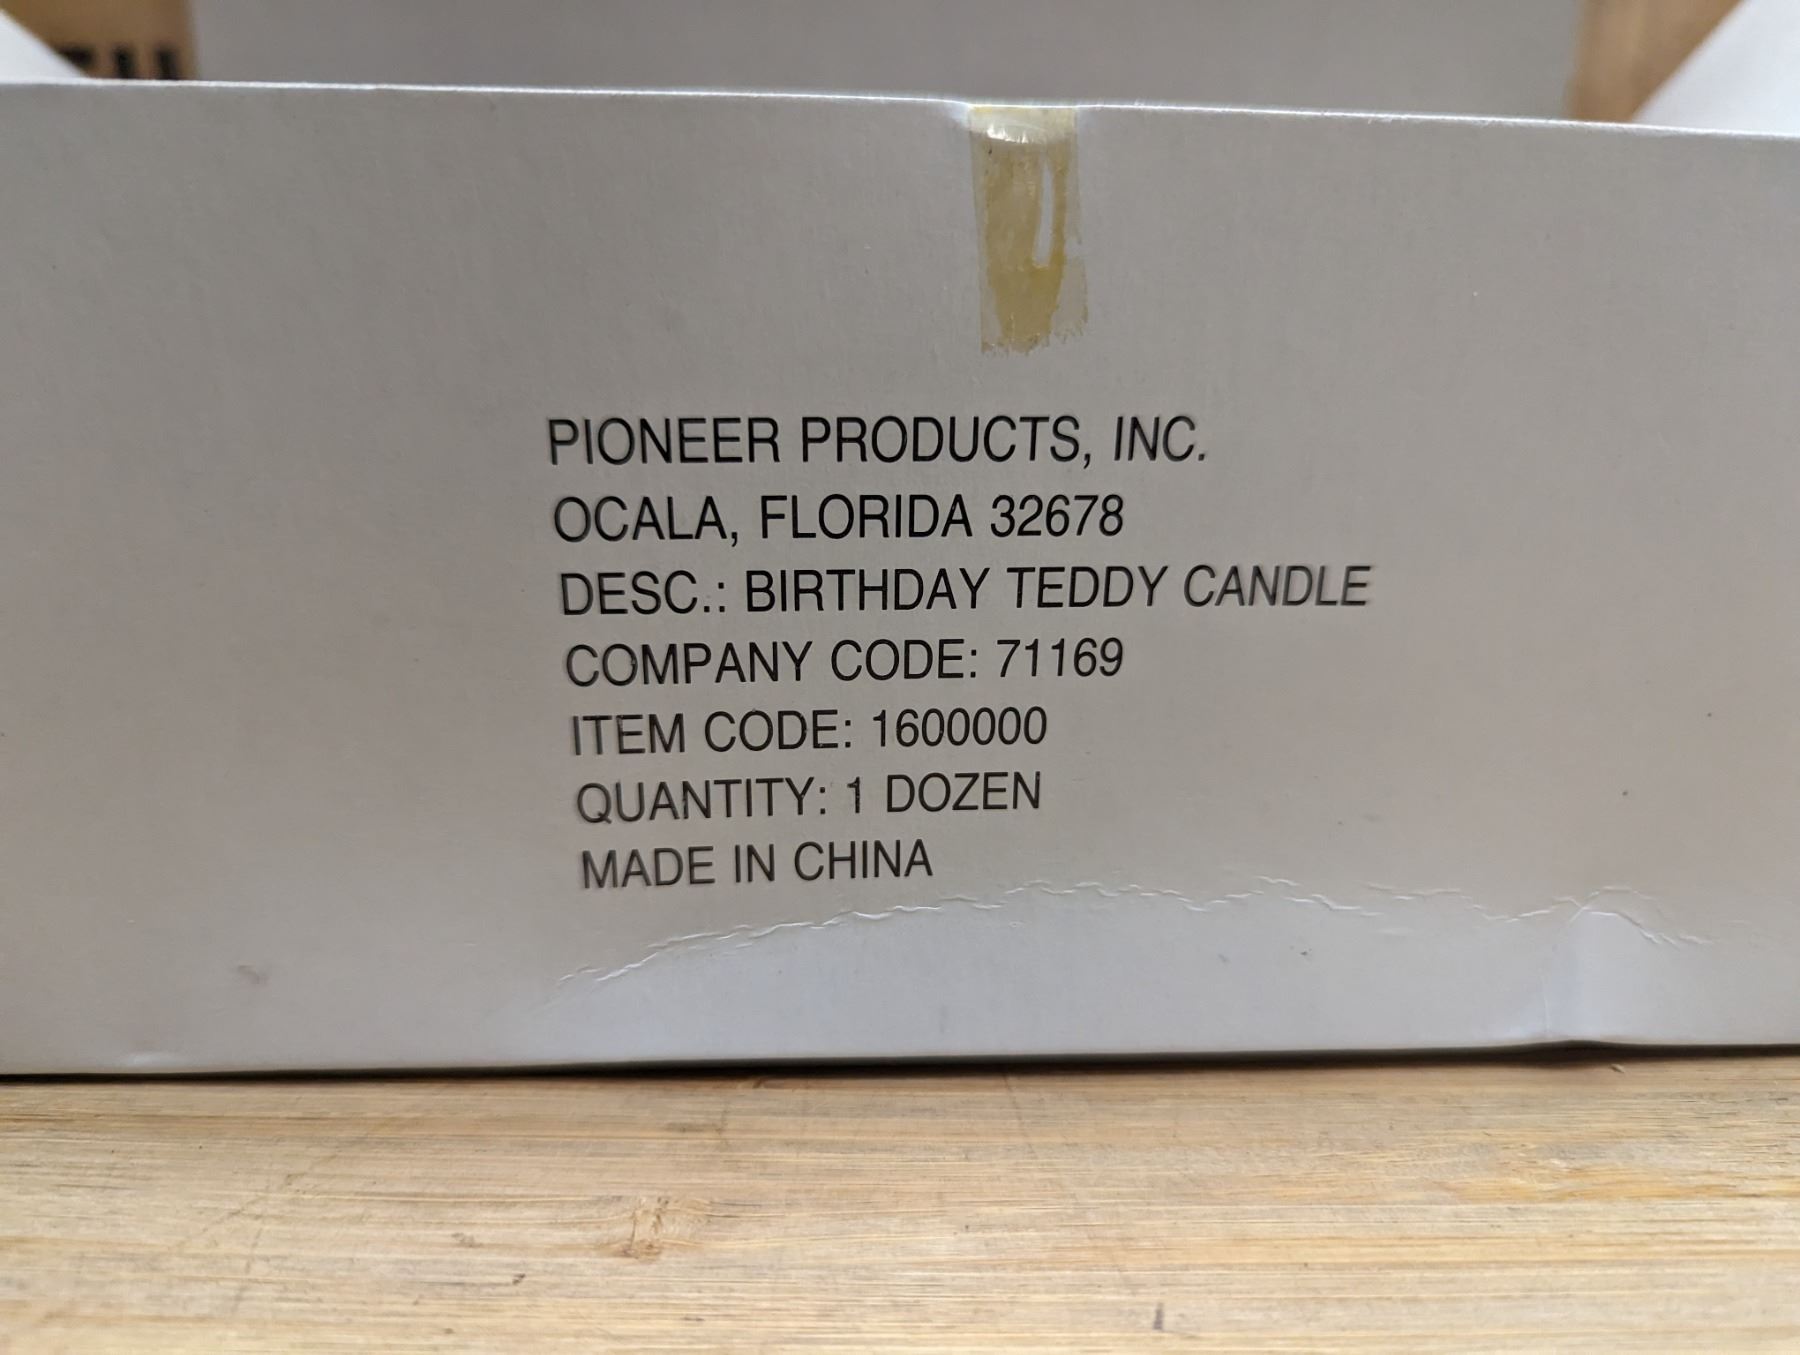 PIONEER PRODUCTS, INC.
OCALA, FLORIDA 32678
DESC.: BIRTHDAY TEDDY CANDLE
COMPANY CODE: 71169
ITEM CODE: 1600000
QUANTITY: 1 DOZEN
MADE IN CHINA